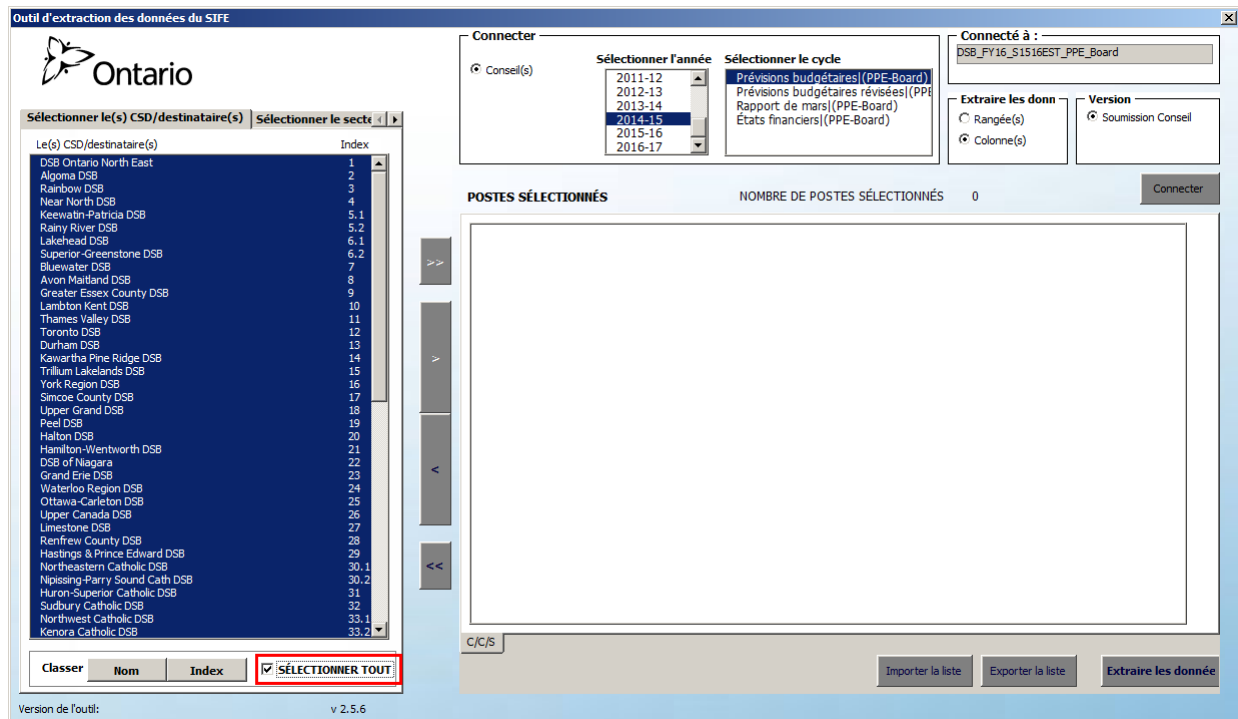 Outil d'extraction des données du SIFE
Ontario
Connecter
Conseil(s)
Sélectionner l'année
2011-12
2012-13
2013-14
2014-15
2015-16
2016-17
Sélectionner le cycle
Prévisions budgétaires|(PPE-Board)
Prévisions budgétaires révisées|(PPE
Rapport de mars|(PPE-Board)
États financiers|(PPE-Board)
Connecté à :
DSB_FY16_S1516EST_PPE_Board
Extraire les donn
Rangée(s)
Colonne(s)
Version
Soumission Conseil
Connecter
Sélectionner le(s) CSD/destinataire(s) Sélectionner le secte
Le(s) CSD/destinataire(s) Index
DSB Ontario North East 1
Algoma DSB 2
Rainbow DSB 3
Near North DSB 4
Keewatin-Patricia DSB 5.1
Rainy River DSB 5.2
Lakehead DSB 6.1
Superior-Greenstone DSB 6.2
Bluewater DSB 7
Avon Maitland DSB 8
Greater Essex County DSB 9
Lambton Kent DSB 10
Thames Valley DSB 11
Toronto DSB 12
Durham DSB 13
Kawartha Pine Ridge DSB 14
Trillium Lakelands DSB 15
York Region DSB 16
Simcoe County DSB 17
Upper Grand DSB 18
Peel DSB 19
Halton DSB 20
Hamilton-Wentworth DSB 21
DSB of Niagara 22
Grand Erie DSB 23
Waterloo Region DSB 24
Ottawa-Carleton DSB 25
Upper Canada DSB 26
Limestone DSB 27
Renfrew County DSB 28
Hastings & Prince Edward DSB 29
Northeastern Catholic DSB 30.1
Nipissing-Parry Sound Cath DSB 30.2
Huron-Superior Catholic DSB 31
Sudbury Catholic DSB 32
Northwest Catholic DSB 33.1
Kenora Catholic DSB 33.2
Classer Nom Index SÉLECTIONNER TOUT
>>
>
<
<<
POSTES SÉLECTIONNÉS NOMBRE DE POSTES SÉLECTIONNÉS 0
C/C/S
Importer la liste Exporter la liste Extraire les donnée
Version de l'outil: v 2.5.6